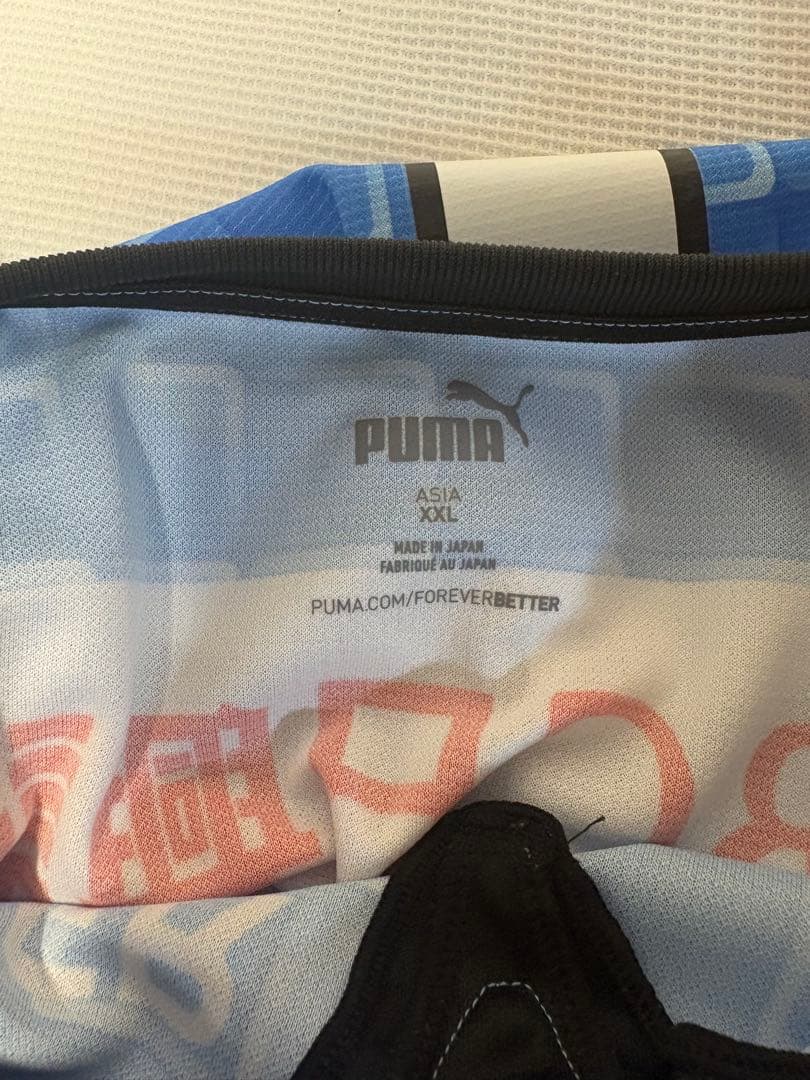 PUMA
ASIA
XXL
MADE IN JAPAN
FABRIQUÉ AU JAPAN
PUMA.COM/FOREVERBETTER